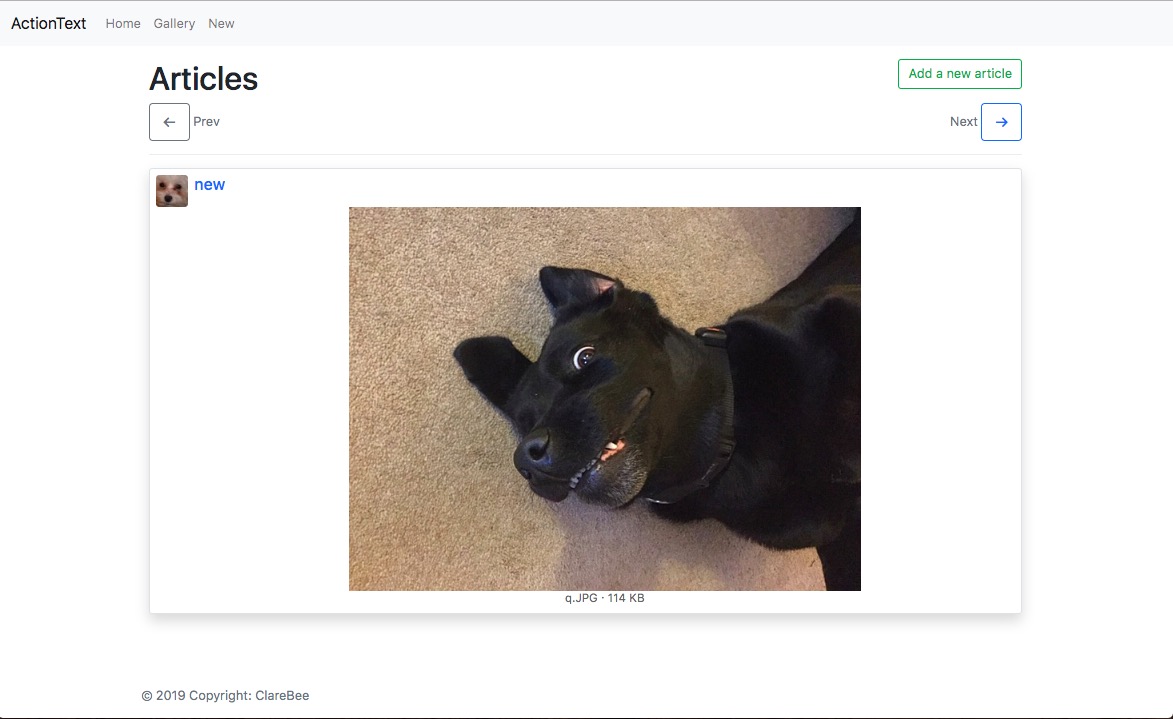 ActionText Home Gallery New
Articles
Add a new article
← Prev
Next →
new
q.JPG · 114 KB
© 2019 Copyright: ClareBee